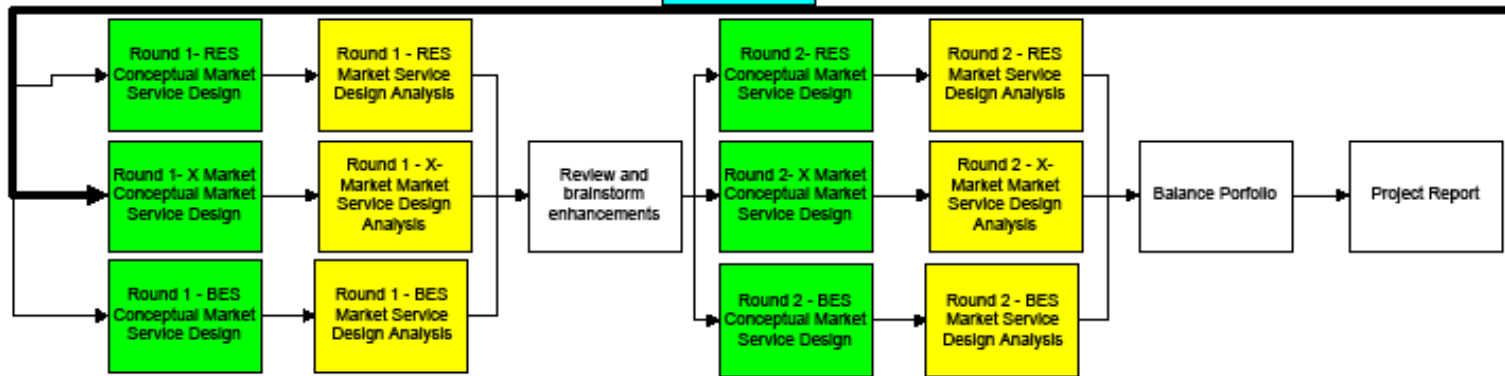 Round 1- RES
Conceptual Market
Service Design
Round 1 - RES
Market Service
Design Analysis
Round 1- X Market
Conceptual Market
Service Design
Round 1 - X-
Market Market
Service Design
Analysis
Round 1 - BES
Conceptual Market
Service Design
Round 1 - BES
Market Service
Design Analysis
Review and
brainstorm
enhancements
Round 2- RES
Conceptual Market
Service Design
Round 2 - RES
Market Service
Design Analysis
Round 2- X Market
Conceptual Market
Service Design
Round 2 - X-
Market Market
Service Design
Analysis
Round 2 - BES
Conceptual Market
Service Design
Round 2 - BES
Market Service
Design Analysis
Balance Porfolio
Project Report